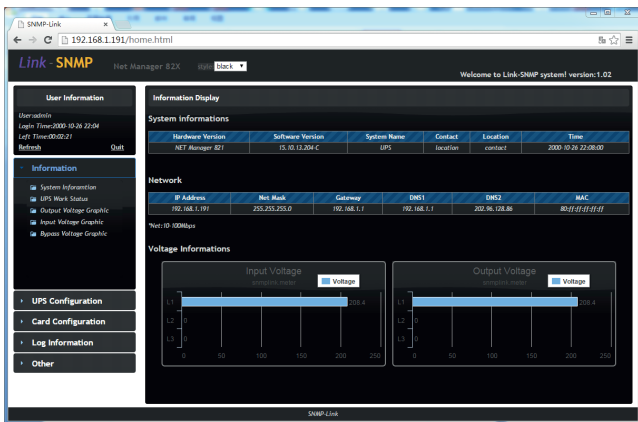 SNMP-Link
192.168.1.191/home.html
Link - SNMP Net Manager 82X style: black
Welcome to Link-SNMP system! version:1.02
User Information
User:admin
Login Time:2000-10-26 22:04
Left Time:00:02:21
Refresh Quit
Information
System Inforamtion
UPS Work Status
Output Voltage Graphic
Input Voltage Graphic
Bypass Voltage Graphic
UPS Configuration
Card Configuration
Log Information
Other
Information Display
System informations
Hardware Version Software Version System Name Contact Location Time
NET Manager 821 15.10.13.204-C UPS location contact 2000-10-26 22:08:00
Network
IP Address Net Mask Gateway DNS1 DNS2 MAC
192.168.1.191 255.255.255.0 192.168.1.1 192.168.1.1 202.96.128.86 80:ff:ff:ff:ff:ff
*Net:10-100Mbps
Voltage Informations
Input Voltage
snmplink.meter
Voltage
L1 208.4
L2 0
L3 0
0 50 100 150 200 250
Output Voltage
snmplink.meter
Voltage
L1 208.4
L2 0
L3 0
0 50 100 150 200 250
SNMP-Link